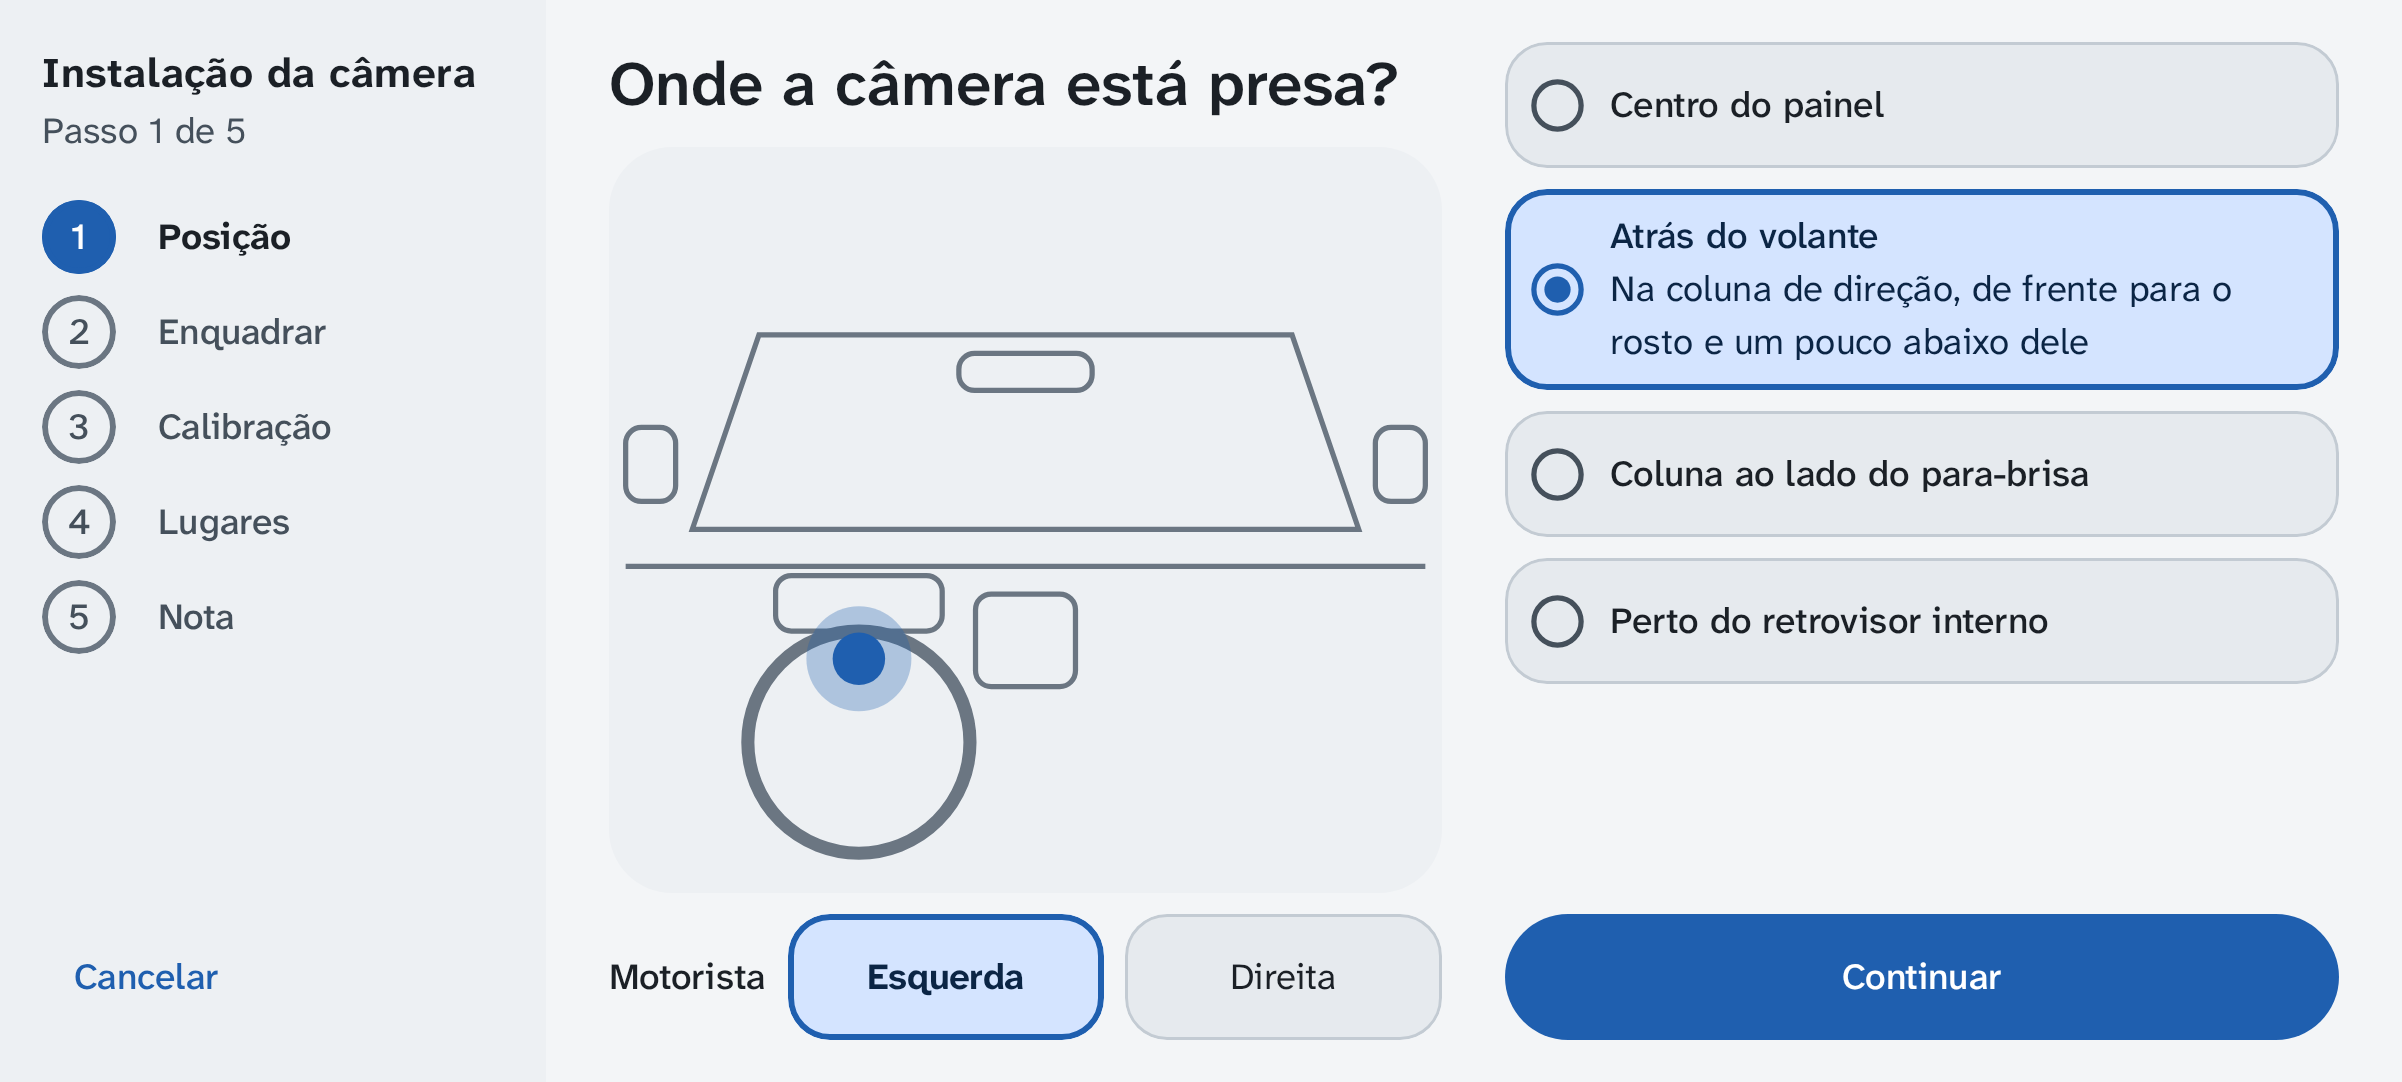 Instalação da câmera
Passo 1 de 5
1 Posição
2 Enquadrar
3 Calibração
4 Lugares
5 Nota
Cancelar
Onde a câmera está presa?
Motorista
Esquerda
Direita
Centro do painel
Atrás do volante
Na coluna de direção, de frente para o
rosto e um pouco abaixo dele
Coluna ao lado do para-brisa
Perto do retrovisor interno
Continuar